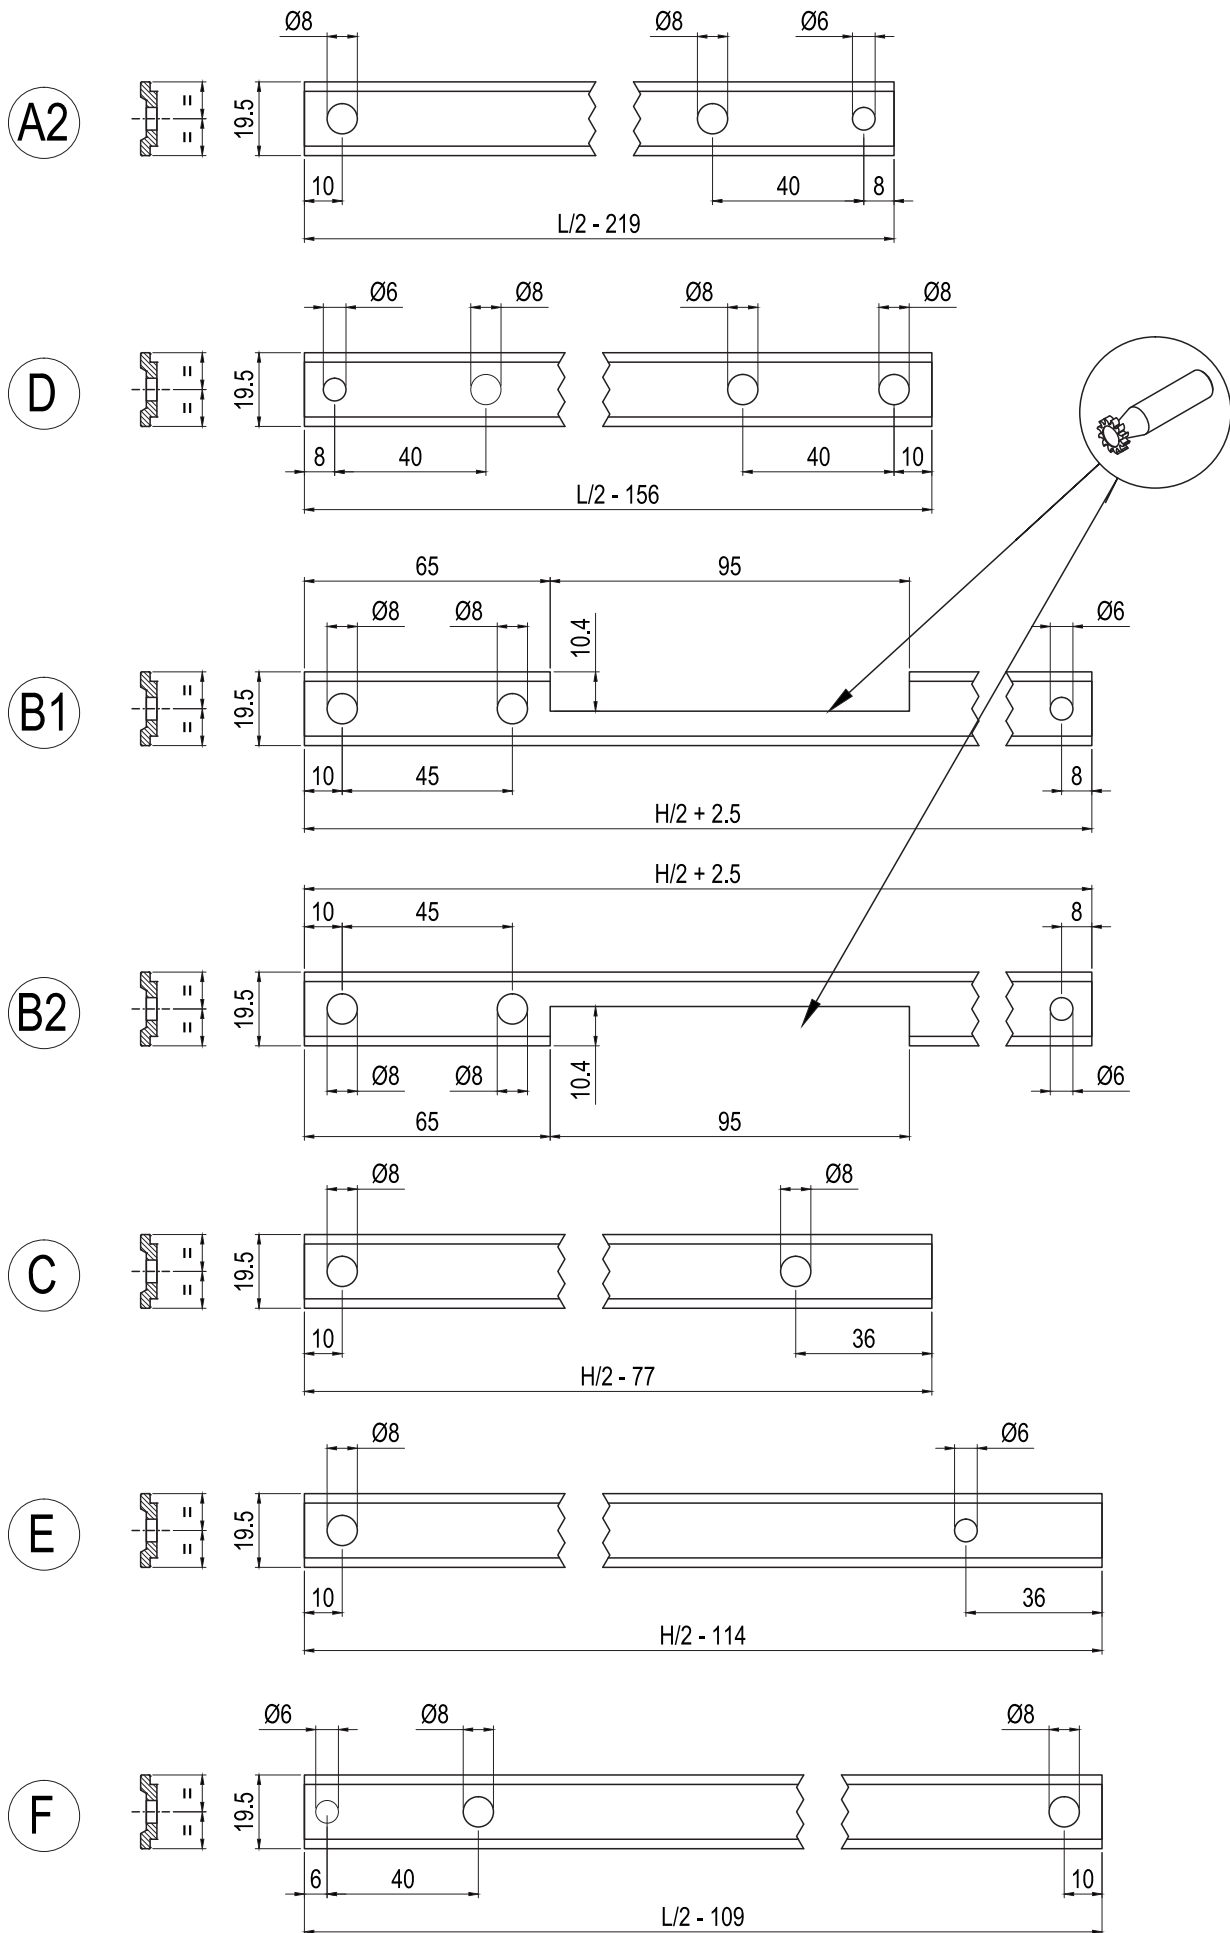 Ø8 Ø8 Ø6
A2 = = 19.5
10 40 8
L/2 - 219
Ø6 Ø8 Ø8 Ø8
D = = 19.5
8 40 40 10
L/2 - 156
65 95
Ø8 Ø8 10.4 Ø6
B1 = = 19.5
10 45 8
H/2 + 2.5
H/2 + 2.5
10 45 8
B2 = = 19.5
Ø8 Ø8 10.4 Ø6
65 95
Ø8 Ø8
C = = 19.5
10 36
H/2 - 77
Ø8 Ø6
E = = 19.5
10 36
H/2 - 114
Ø6 Ø8 Ø8
F = = 19.5
6 40 10
L/2 - 109